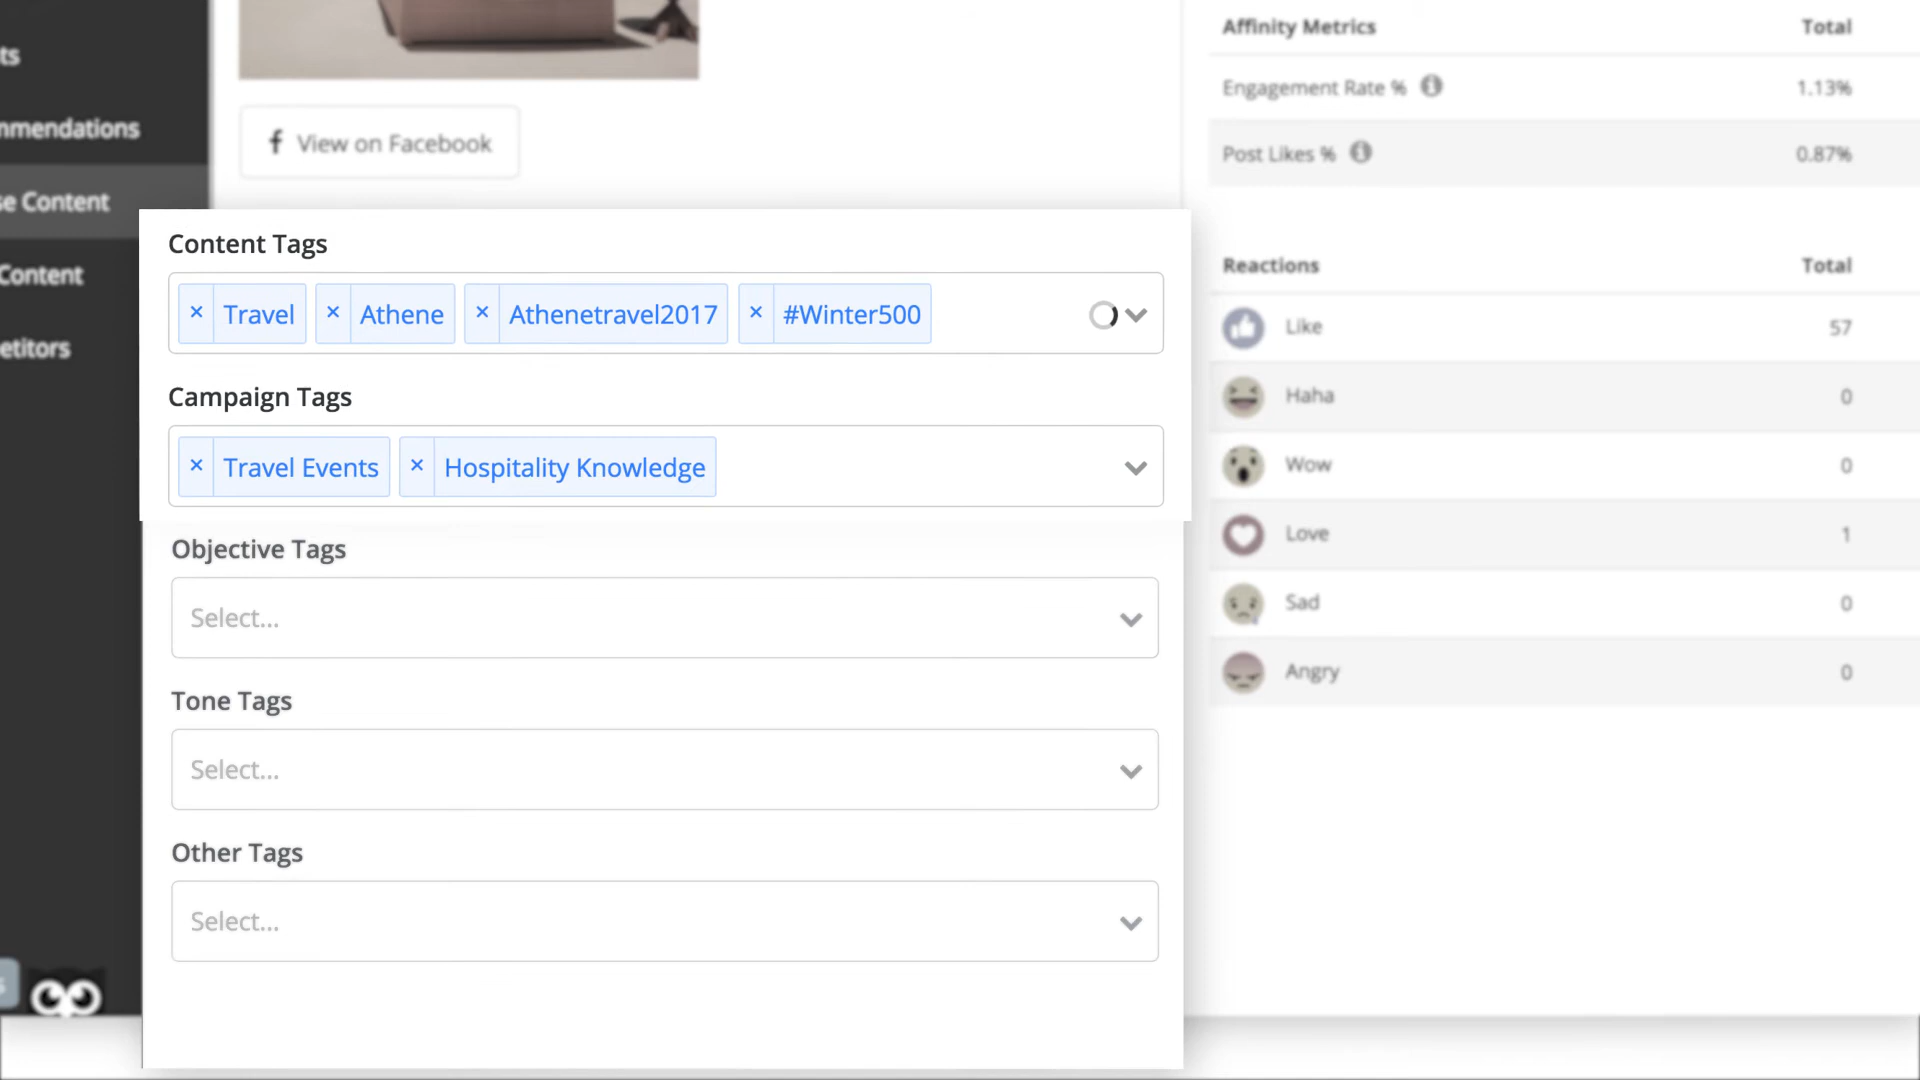 ts
mmendations
se Content
Content
etitors
View on Facebook
Content Tags
× Travel × Athene × Athenetravel2017 × #Winter500
Campaign Tags
× Travel Events × Hospitality Knowledge
Objective Tags
Select...
Tone Tags
Select...
Other Tags
Select...
Affinity Metrics Total
Engagement Rate % 1.13%
Post Likes % 0.87%
Reactions Total
Like 57
Haha 0
Wow 0
Love 1
Sad 0
Angry 0